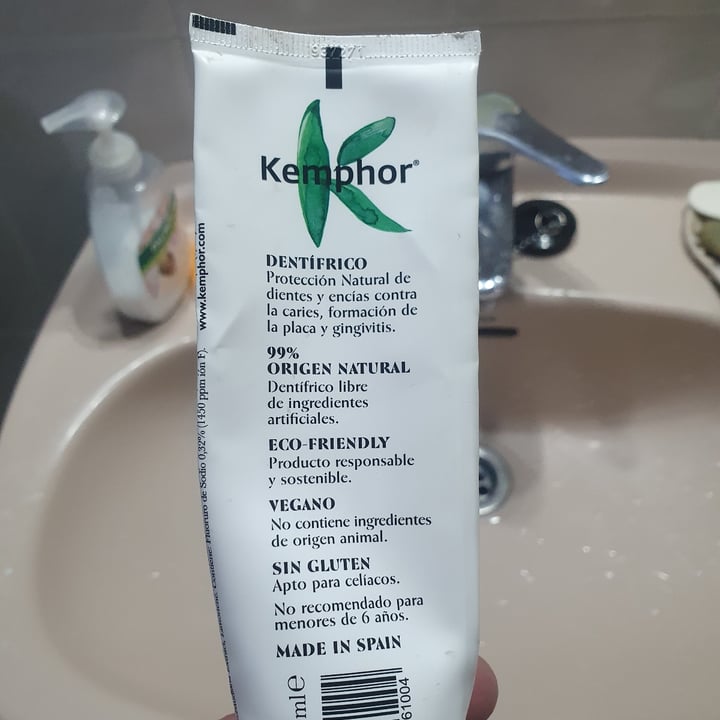 Kemphor®
DENTÍFRICO
Protección Natural de
dientes y encías contra
la caries, formación de
la placa y gingivitis.
99%
ORIGEN NATURAL
Dentífrico libre
de ingredientes
artificiales.
ECO-FRIENDLY
Producto responsable
y sostenible.
VEGANO
No contiene ingredientes
de origen animal.
SIN GLUTEN
Apto para celíacos.
No recomendado para
menores de 6 años.
MADE IN SPAIN
www.kemphor.com
Fluoruro de Sodio 0,32% (1450 ppm ión F).
ml e
61004